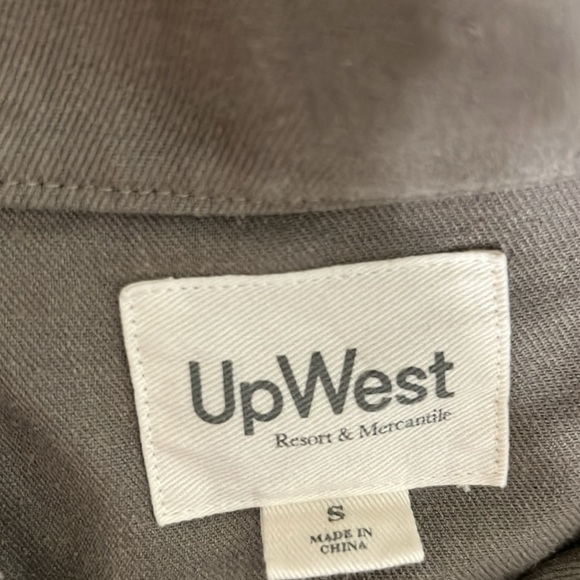 UpWest
Resort & Mercantile
S
MADE IN
CHINA